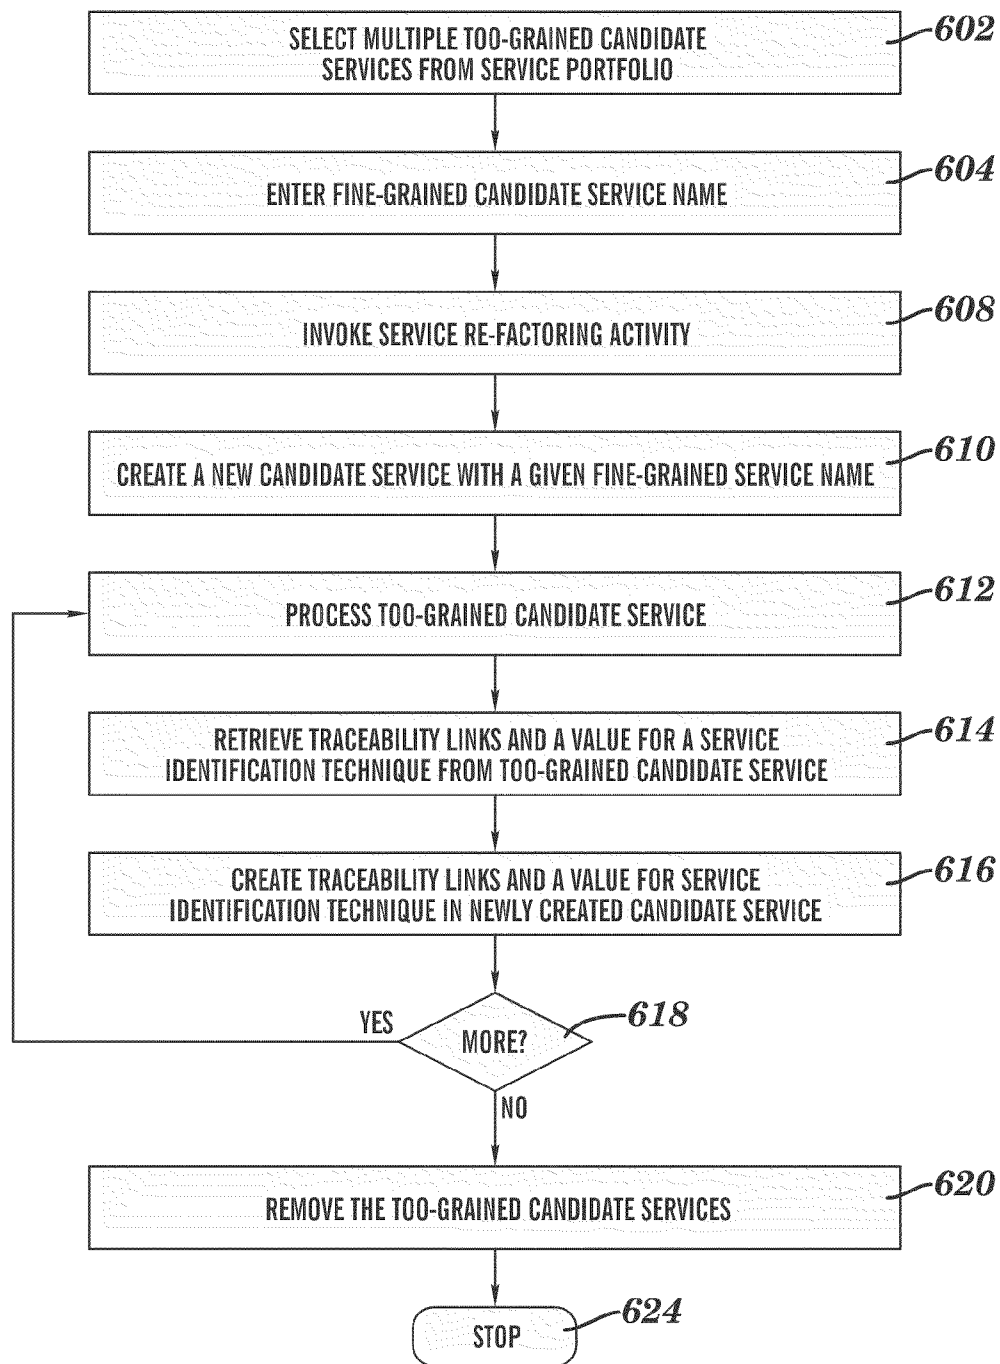 SELECT MULTIPLE TOO-GRAINED CANDIDATE
SERVICES FROM SERVICE PORTFOLIO
602
ENTER FINE-GRAINED CANDIDATE SERVICE NAME
604
INVOKE SERVICE RE-FACTORING ACTIVITY
608
CREATE A NEW CANDIDATE SERVICE WITH A GIVEN FINE-GRAINED SERVICE NAME
610
PROCESS TOO-GRAINED CANDIDATE SERVICE
612
RETRIEVE TRACEABILITY LINKS AND A VALUE FOR A SERVICE
IDENTIFICATION TECHNIQUE FROM TOO-GRAINED CANDIDATE SERVICE
614
CREATE TRACEABILITY LINKS AND A VALUE FOR SERVICE
IDENTIFICATION TECHNIQUE IN NEWLY CREATED CANDIDATE SERVICE
616
YES
MORE?
618
NO
REMOVE THE TOO-GRAINED CANDIDATE SERVICES
620
STOP
624